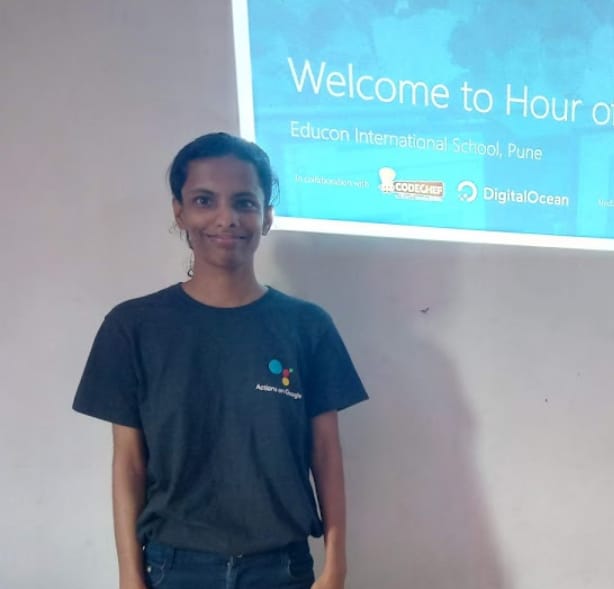 Welcome to Hour of
Educon International School, Pune
In collaboration with CODECHEF DigitalOcean
Actions on Google